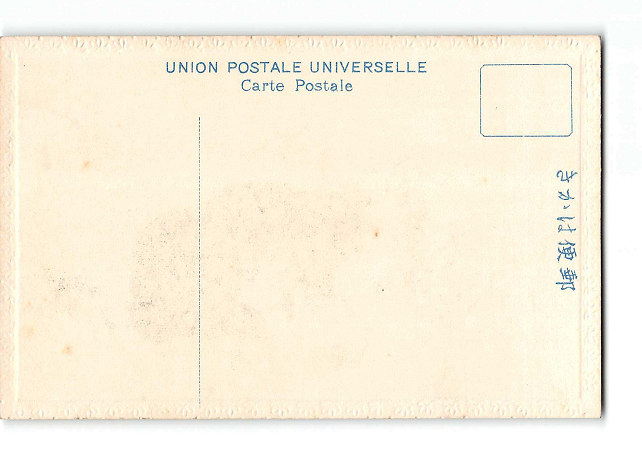 UNION POSTALE UNIVERSELLE
Carte Postale
郵便はかき